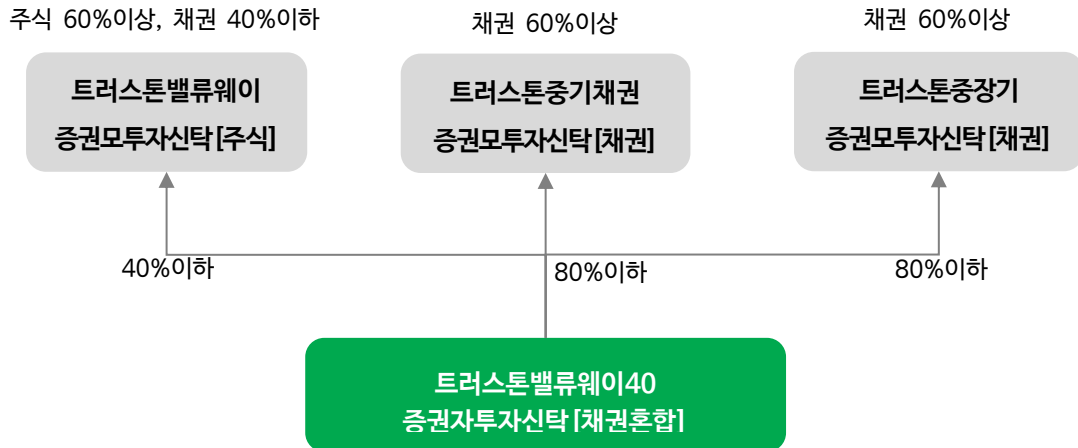 주식 60%이상, 채권 40%이하
채권 60%이상
채권 60%이상
트러스톤밸류웨이
증권모투자신탁[주식]
트러스톤중기채권
증권모투자신탁[채권]
트러스톤중장기
증권모투자신탁[채권]
40%이하
80%이하
80%이하
트러스톤밸류웨이40
증권자투자신탁[채권혼합]